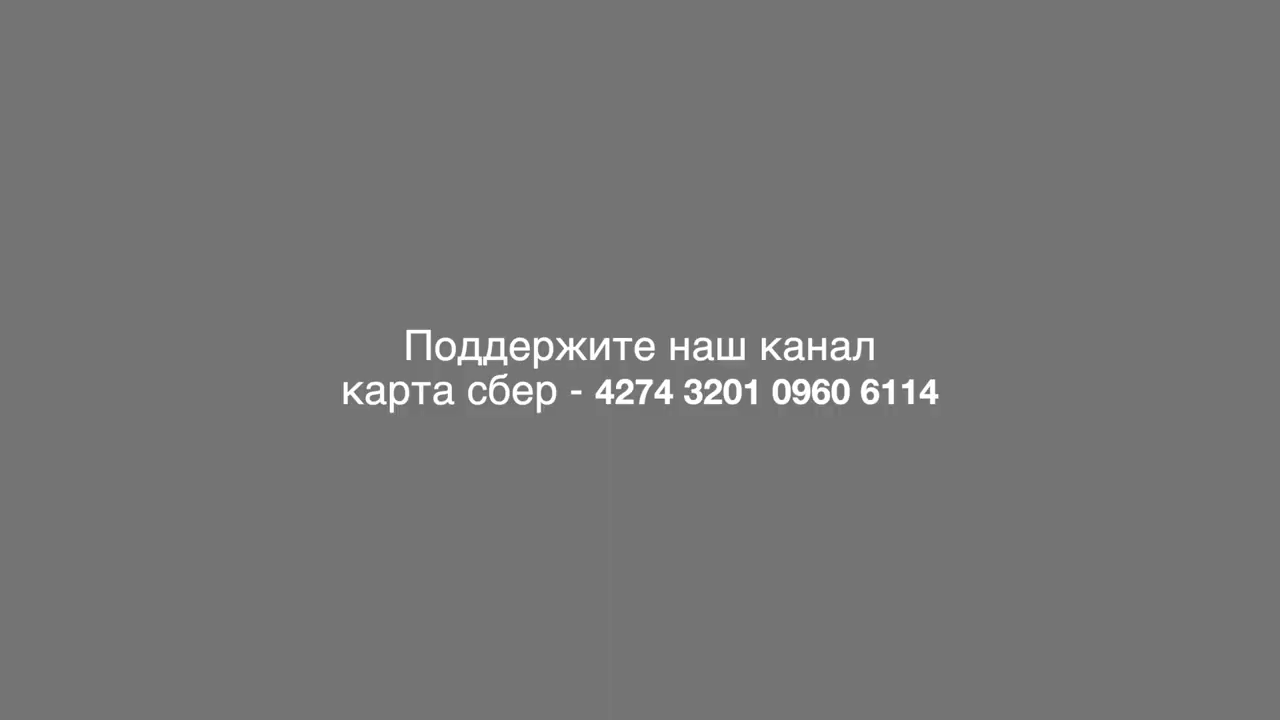 Поддержите наш канал
карта сбер - 4274 3201 0960 6114